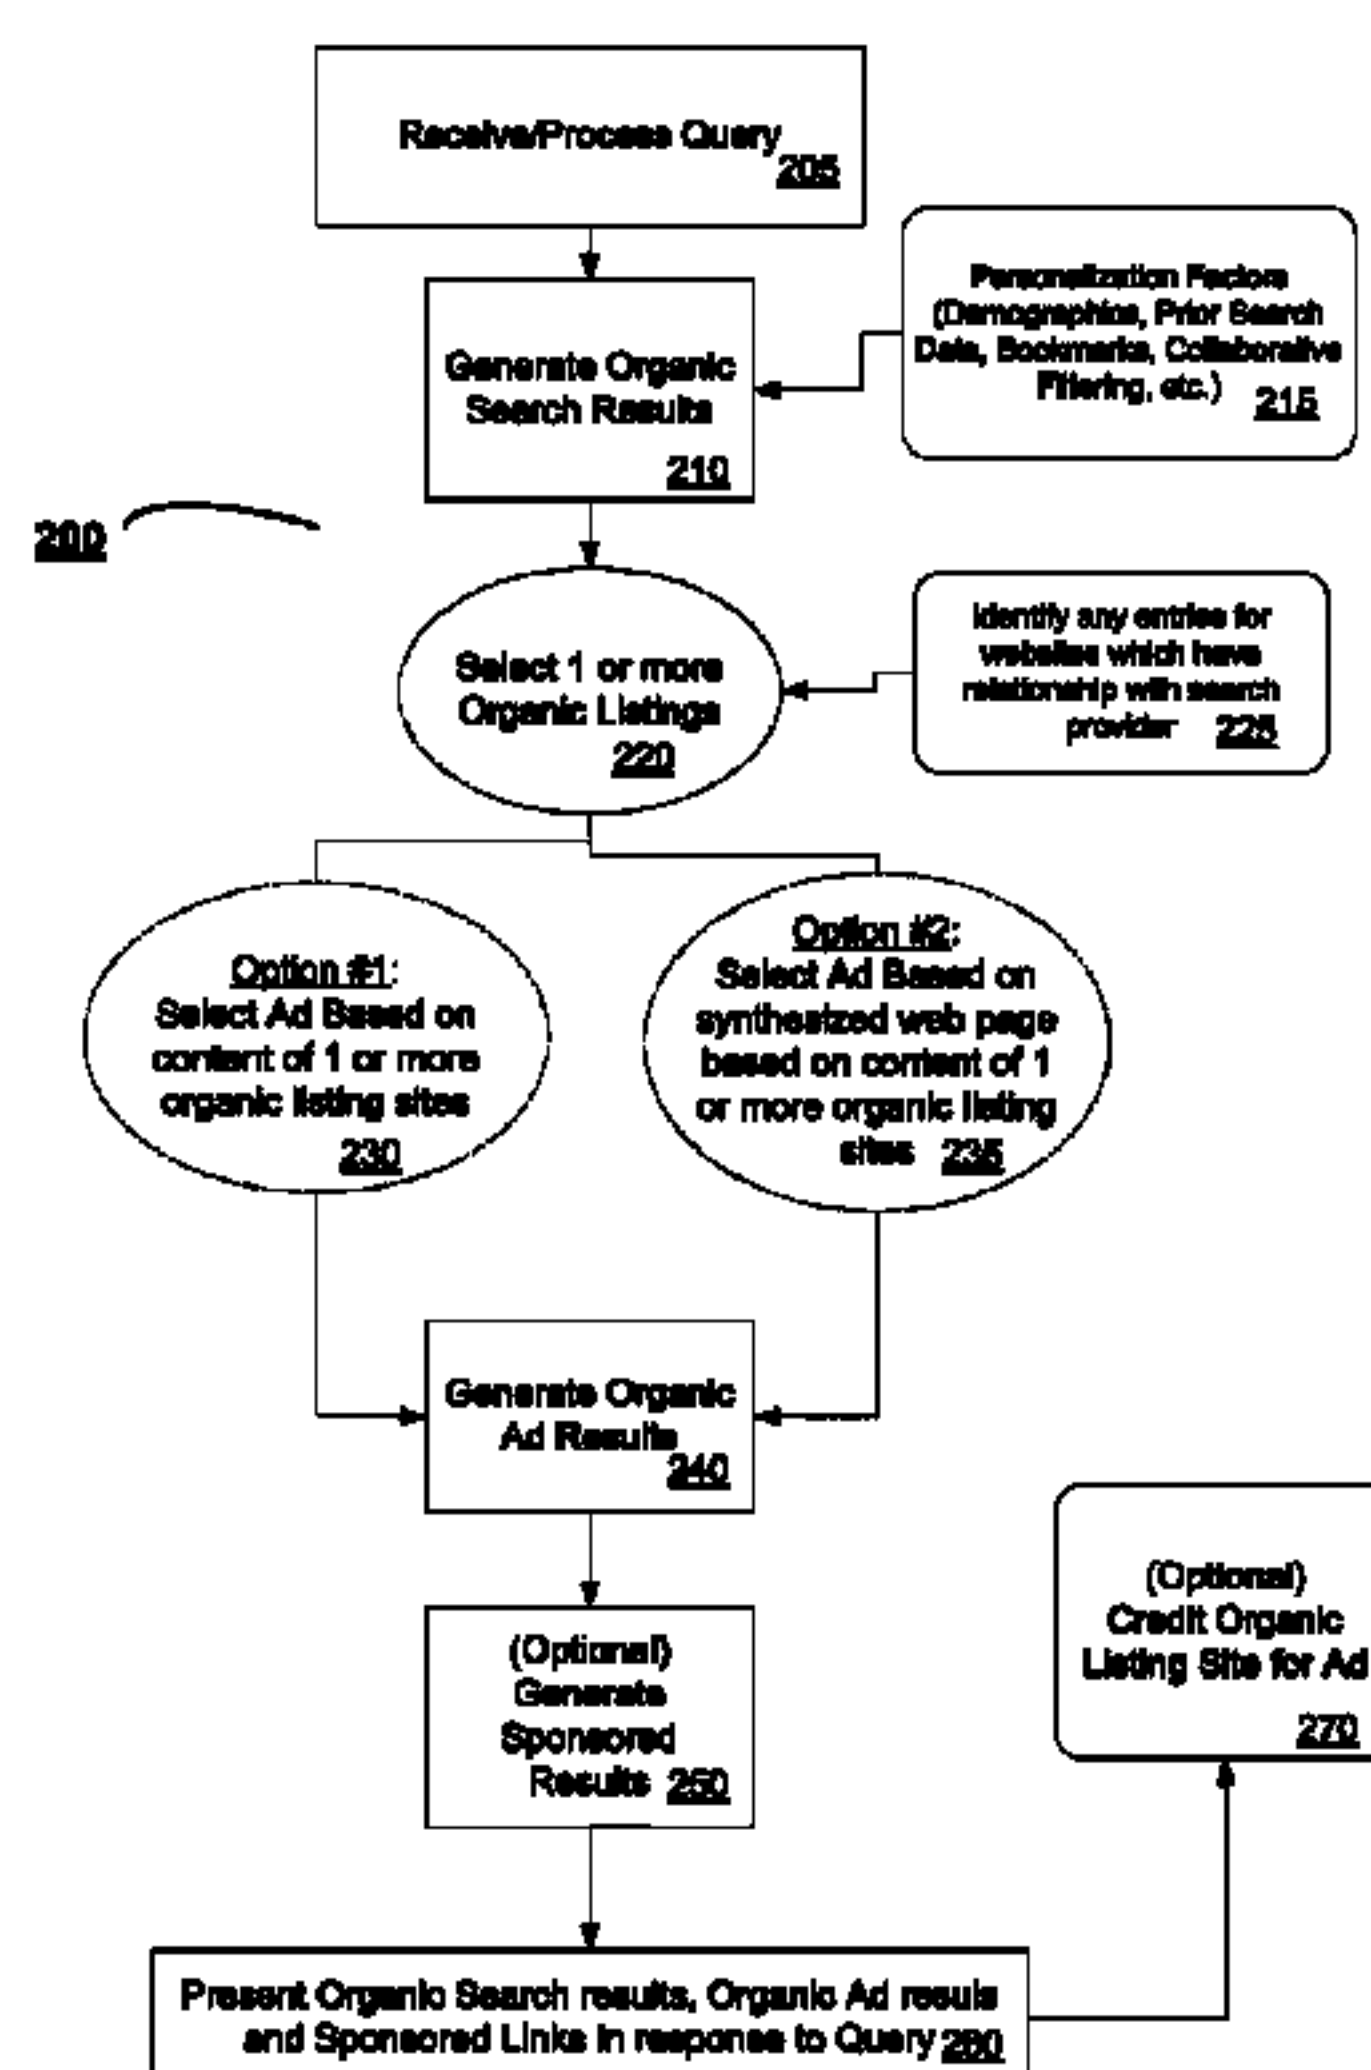 Receive/Process Query
205
Personalization Factors
(Demographics, Prior Search
Data, Bookmarks, Collaborative
Filtering, etc.) 215
Generate Organic
Search Results
210
200
Identify any entries for
websites which have
relationship with search
provider 225
Select 1 or more
Organic Listings
220
Option #1:
Select Ad Based on
content of 1 or more
organic listing sites
230
Option #2:
Select Ad Based on
synthesized web page
based on content of 1
or more organic listing
sites 235
Generate Organic
Ad Results
240
(Optional)
Generate
Sponsored
Results 250
(Optional)
Credit Organic
Listing Site for Ad
270
Present Organic Search results, Organic Ad resuls
and Sponsored Links in response to Query 260